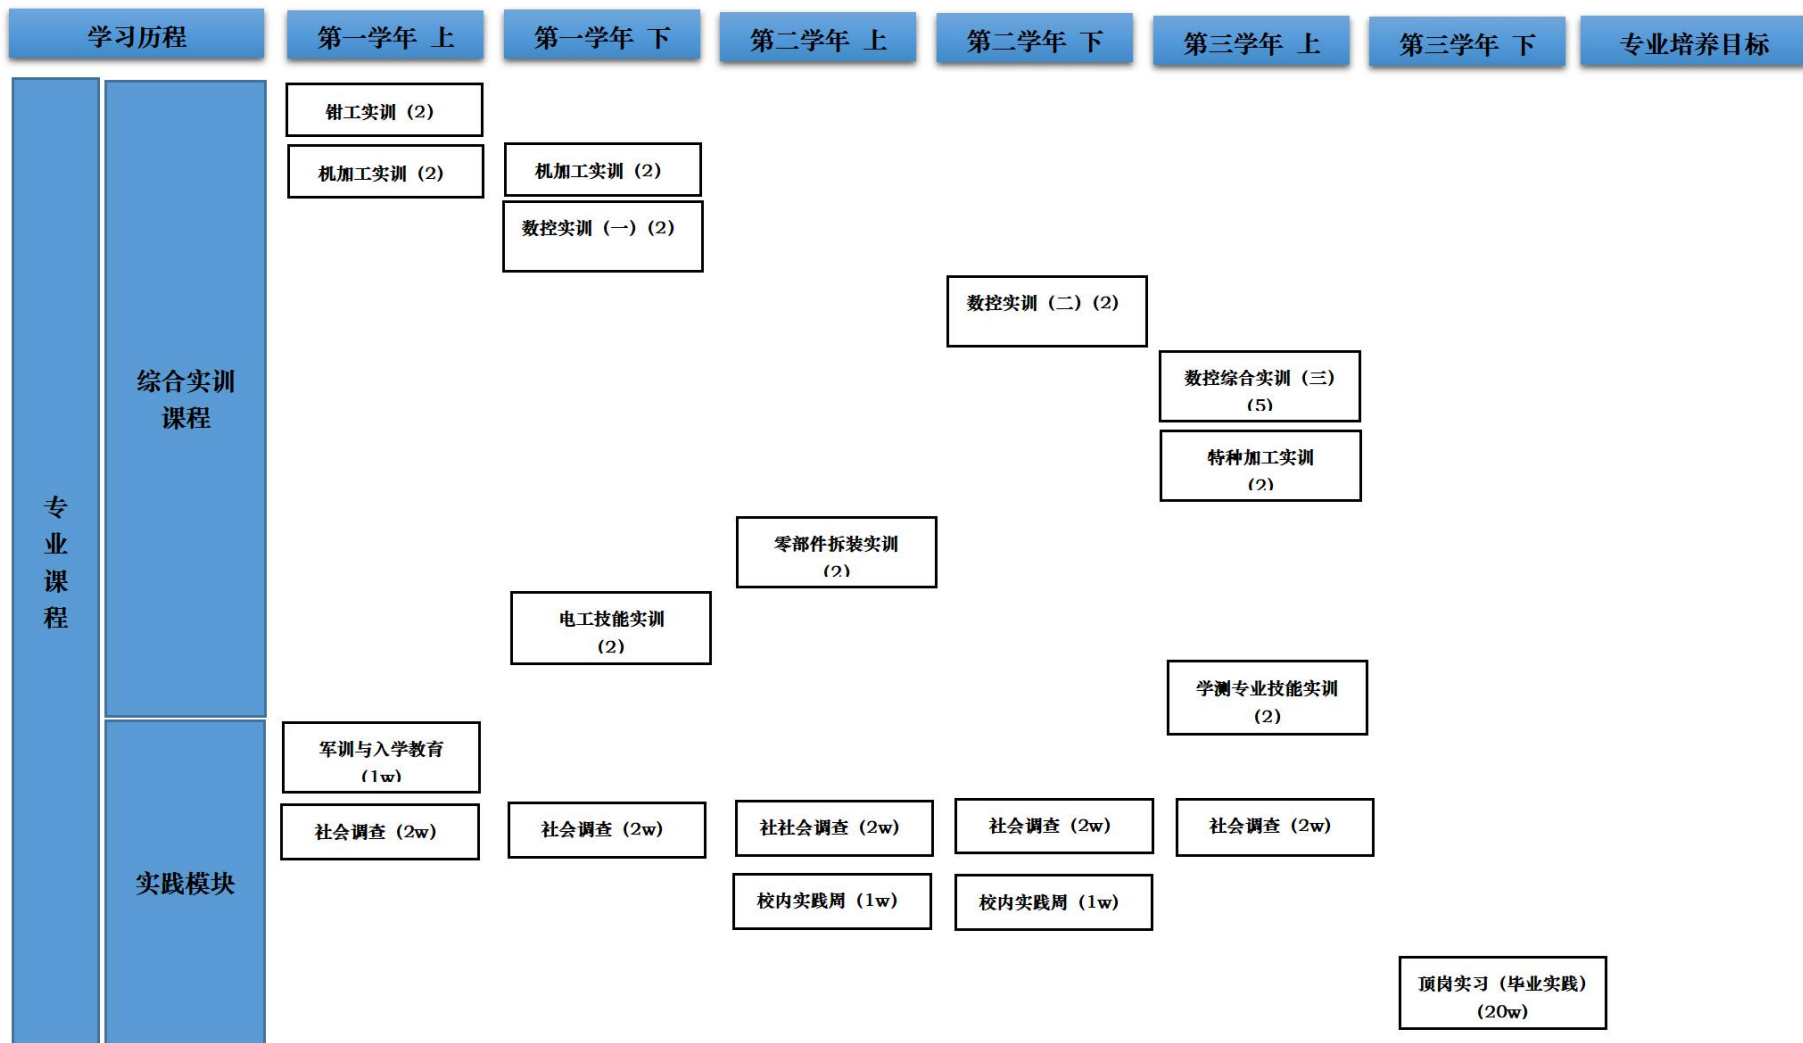 学习历程
第一学年 上
第一学年 下
第二学年 上
第二学年 下
第三学年 上
第三学年 下
专业培养目标
专
业
课
程
综合实训
课程
钳工实训（2）
机加工实训（2）
机加工实训（2）
数控实训（一）（2）
数控实训（二）（2）
数控综合实训（三）
（5）
特种加工实训
（2）
零部件拆装实训
（2）
电工技能实训
（2）
学测专业技能实训
（2）
实践模块
军训与入学教育
（1w）
社会调查（2w）
社会调查（2w）
社社会调查（2w）
社会调查（2w）
社会调查（2w）
校内实践周（1w）
校内实践周（1w）
顶岗实习（毕业实践）
（20w）